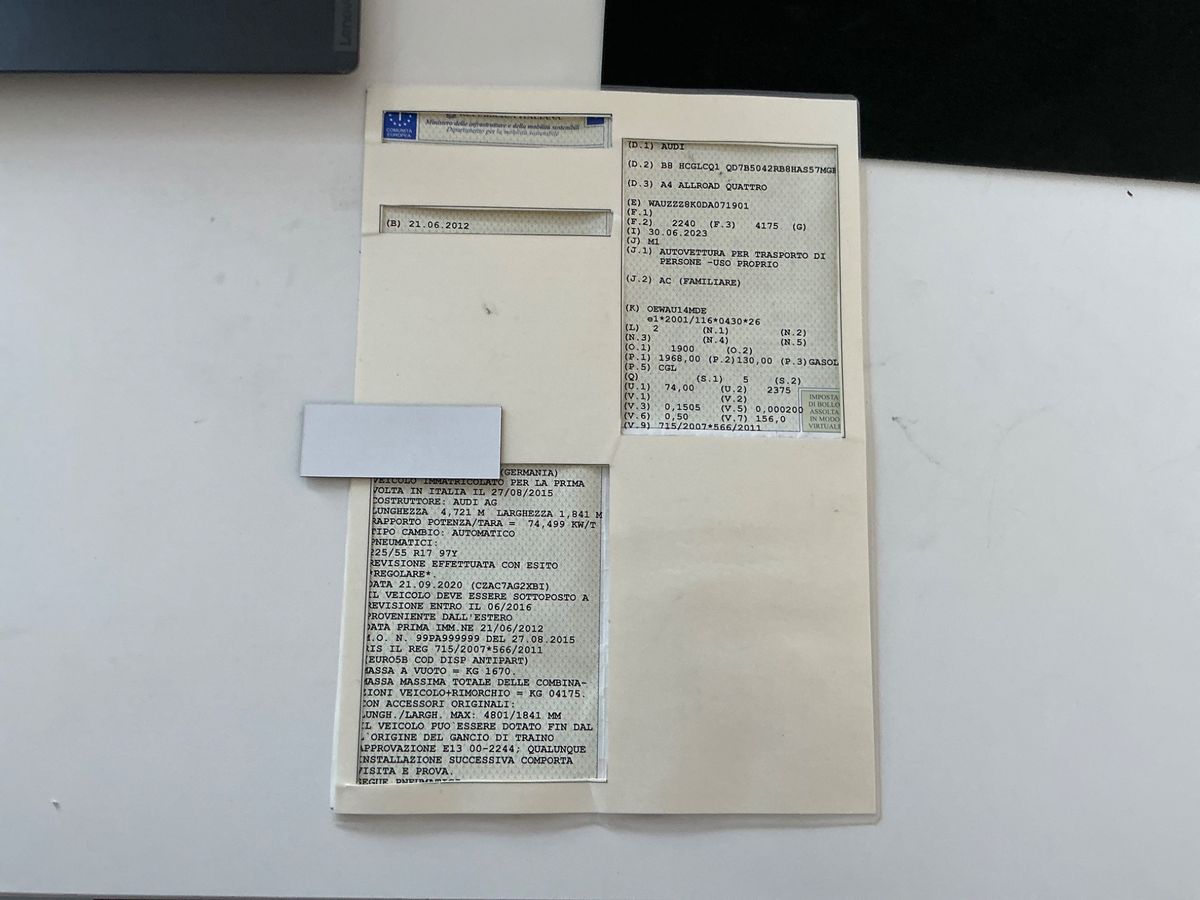 Lenovo
COMUNITA EUROPEA
Ministero delle infrastrutture e della mobilità sostenibili
Dipartimento per la mobilità sostenibile
(B) 21.06.2012
(D.1) AUDI
(D.2) B8 HCGLCQ1 QD7B5042RB8HAS57MGE
(D.3) A4 ALLROAD QUATTRO
(E) WAUZZZ8K0DA071901
(F.1)
(F.2) 2240 (F.3) 4175 (G)
(I) 30.06.2023
(J) M1
(J.1) AUTOVETTURA PER TRASPORTO DI
PERSONE -USO PROPRIO
(J.2) AC (FAMILIARE)
(K) OEWAU14MDE
e1*2001/116*0430*26
(L) 2 (N.1) (N.2)
(N.3) (N.4) (N.5)
(O.1) 1900 (O.2)
(P.1) 1968,00 (P.2)130,00 (P.3)GASOL
(P.5) CGL
(Q) (S.1) 5 (S.2)
(U.1) 74,00 (U.2) 2375
(V.1) (V.2)
(V.3) 0,1505 (V.5) 0,000200
(V.6) 0,50 (V.7) 156,0
(V.9) 715/2007*566/2011
IMPOSTA
DI BOLLO
ASSOLTA
IN MODO
VIRTUALE
(GERMANIA)
VEICOLO IMMATRICOLATO PER LA PRIMA
VOLTA IN ITALIA IL 27/08/2015
COSTRUTTORE: AUDI AG
LUNGHEZZA 4,721 M LARGHEZZA 1,841 M
RAPPORTO POTENZA/TARA = 74,499 KW/T
TIPO CAMBIO: AUTOMATICO
PNEUMATICI:
225/55 R17 97Y
REVISIONE EFFETTUATA CON ESITO
*REGOLARE*.
DATA 21.09.2020 (CZAC7AG2XBI)
IL VEICOLO DEVE ESSERE SOTTOPOSTO A
REVISIONE ENTRO IL 06/2016
PROVENIENTE DALL'ESTERO
DATA PRIMA IMM.NE 21/06/2012
M.O. N. 99PA999999 DEL 27.08.2015
RIS IL REG 715/2007*566/2011
(EURO5B COD DISP ANTIPART)
MASSA A VUOTO = KG 1670.
MASSA MASSIMA TOTALE DELLE COMBINA-
ZIONI VEICOLO+RIMORCHIO = KG 04175.
CON ACCESSORI ORIGINALI:
LUNGH./LARGH. MAX: 4801/1841 MM
IL VEICOLO PUO'ESSERE DOTATO FIN DAL
L'ORIGINE DEL GANCIO DI TRAINO
APPROVAZIONE E13 00-2244; QUALUNQUE
INSTALLAZIONE SUCCESSIVA COMPORTA
VISITA E PROVA.
SEGUE PNEUMATICI